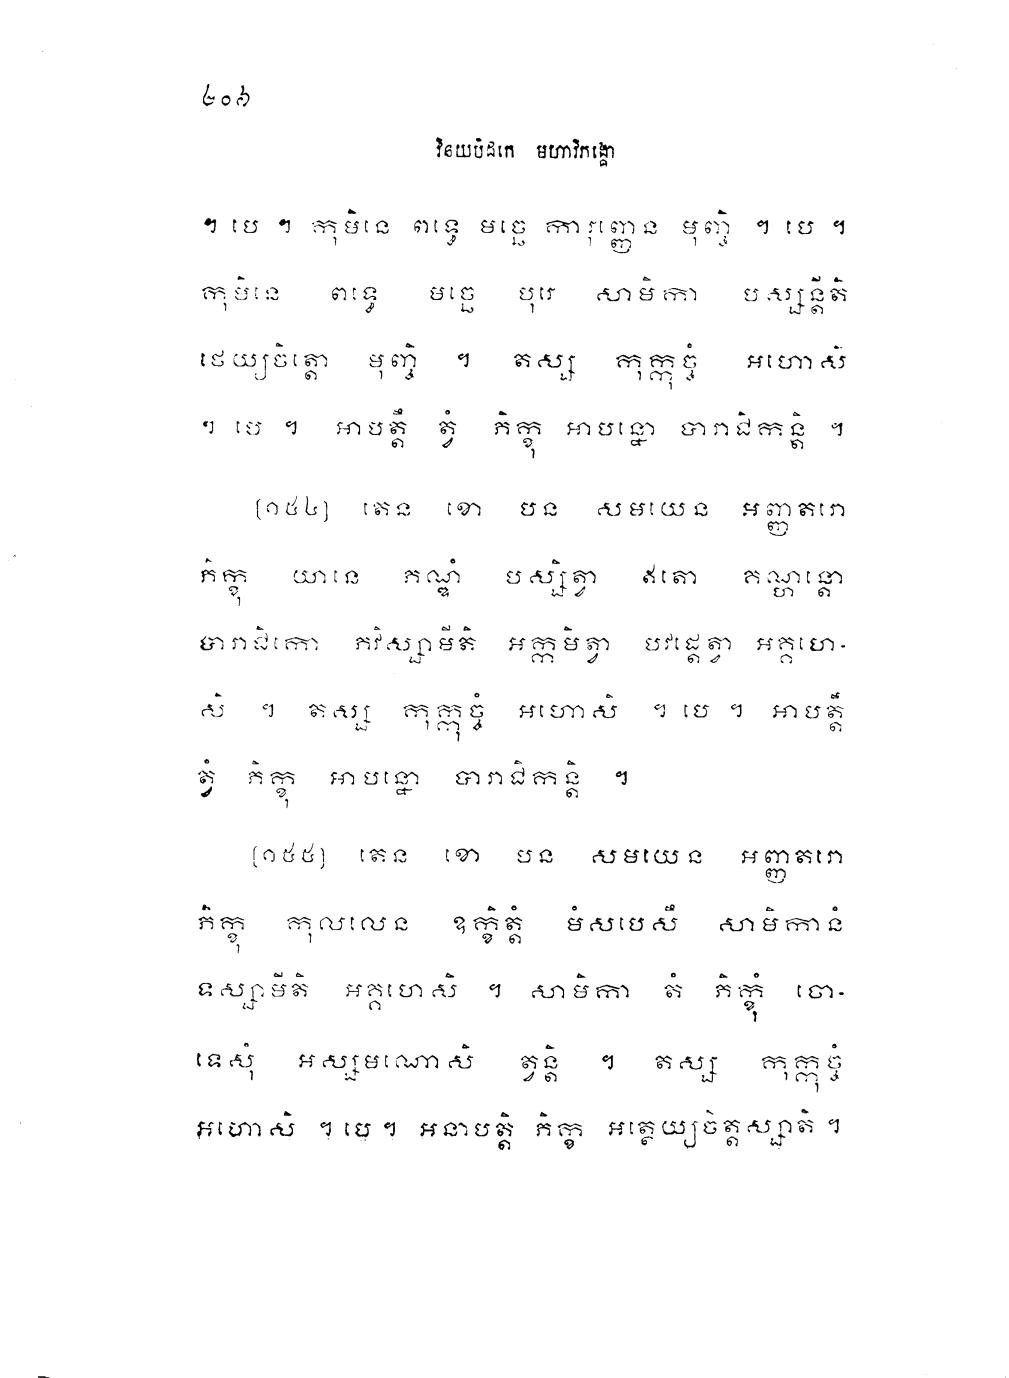 ៤០៦
វិនយបិដកេ មហាវិភង្គោ
។ បេ ។ កុមិនេ ពទ្ធេ មច្ឆេ ការុញ្ញេន មុញ្ចិ ។ បេ ។
កុមិនេ ពទ្ធេ មច្ឆេ បុរេ សាមិកា បស្សន្តីតិ
ថេយ្យចិត្តោ មុញ្ចិ ។ តស្ស កុក្កុច្ចំ អហោសិ
។ បេ ។ អាបត្តឹ ត្វំ ភិក្ខុ អាបន្នោ បារាជិកន្តិ ។
[១៥៤] តេន ខោ បន សមយេន អញ្ញតរោ
ភិក្ខុ យានេ ភណ្ឌំ បស្សិត្វា ឥតោ គណ្ហន្តោ
បារាជិកោ ភវិស្សាមីតិ អក្កមិត្វា បវដ្តេត្វា អគ្គហេ-
សិ ។ តស្ស កុក្កុច្ចំ អហោសិ ។ បេ ។ អាបត្តឹ
ត្វំ ភិក្ខុ អាបន្នោ បារាជិកន្តិ ។
[១៥៥] តេន ខោ បន សមយេន អញ្ញតរោ
ភិក្ខុ កុលលេន ឧក្ខិត្តំ មំសបេសឹ សាមិកានំ
ទស្សាមីតិ អគ្គហេសិ ។ សាមិកា តំ ភិក្ខុំ ចោ-
ទេសុំ អស្សមណោសិ ត្វន្តិ ។ តស្ស កុក្កុច្ចំ
អហោសិ ។ បេ ។ អនាបត្តិ ភិក្ខុ អថេយ្យចិត្តស្សាតិ ។